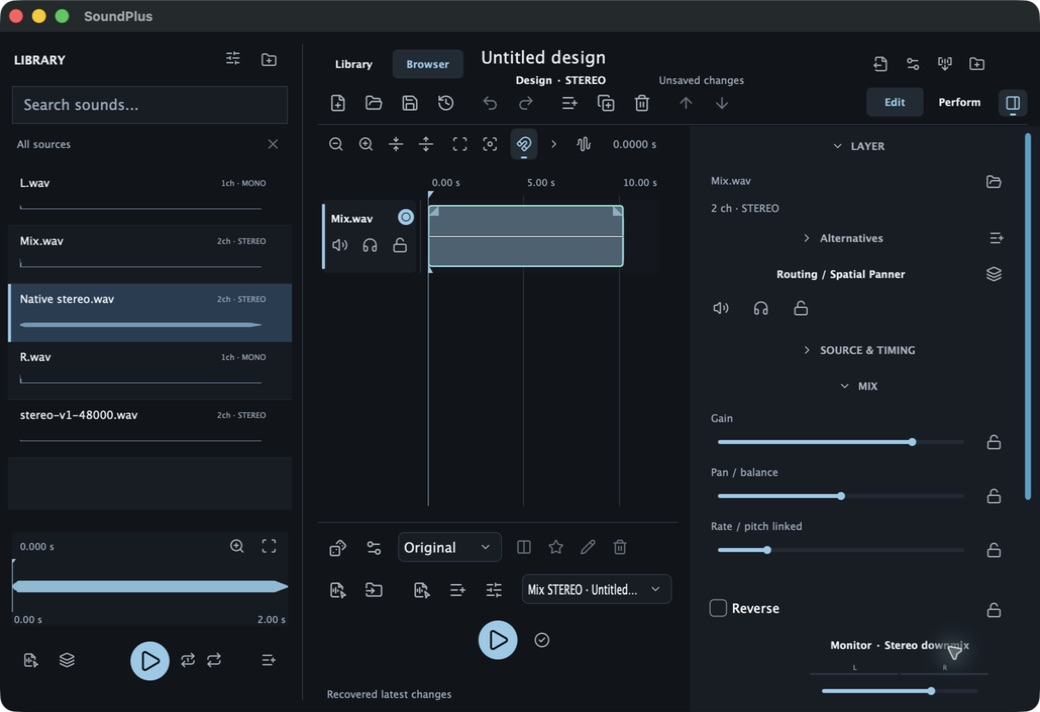 SoundPlus
LIBRARY
Search sounds...
All sources
L.wav
1ch · MONO
Mix.wav
2ch · STEREO
Native stereo.wav
2ch · STEREO
R.wav
1ch · MONO
stereo-v1-48000.wav
2ch · STEREO
0.000 s
0.00 s
2.00 s
Library
Browser
Untitled design
Design · STEREO
Unsaved changes
Edit
Perform
0.0000 s
0.00 s
5.00 s
10.00 s
Mix.wav
Original
Mix STEREO · Untitled...
Recovered latest changes
LAYER
Mix.wav
2 ch · STEREO
Alternatives
Routing / Spatial Panner
SOURCE & TIMING
MIX
Gain
Pan / balance
Rate / pitch linked
Reverse
Monitor · Stereo downmix
L
R